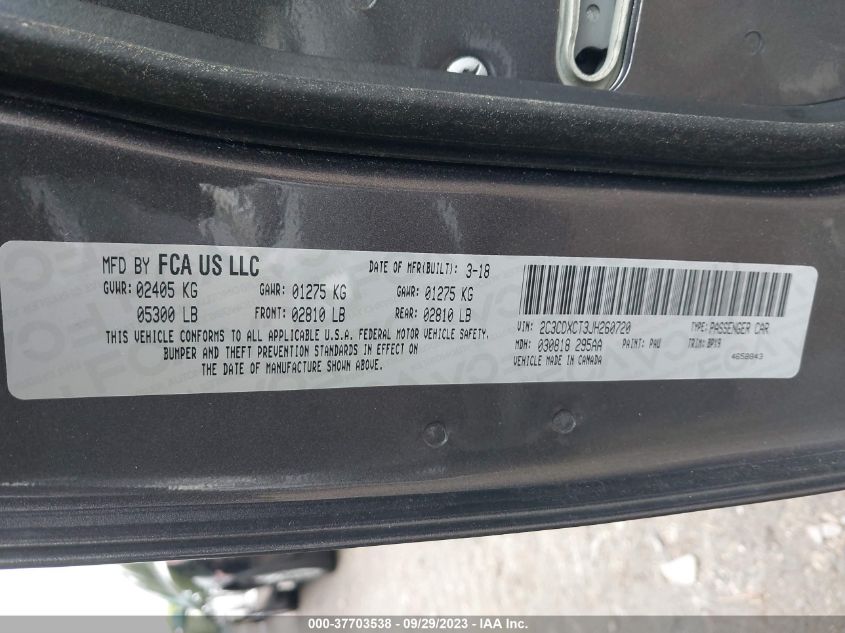 MFD BY FCA US LLC
DATE OF MFR(BUILT): 3-18
GVWR: 02405 KG
GAWR: 01275 KG
GAWR: 01275 KG
05300 LB
FRONT: 02810 LB
REAR: 02810 LB
THIS VEHICLE CONFORMS TO ALL APPLICABLE U.S.A. FEDERAL MOTOR VEHICLE SAFETY,
BUMPER AND THEFT PREVENTION STANDARDS IN EFFECT ON
THE DATE OF MANUFACTURE SHOWN ABOVE.
VIN: 2C3CDXCT3JH260720
TYPE: PASSENGER CAR
MDH: 030818 295AA
PAINT: PAU
TRIM: BPX9
VEHICLE MADE IN CANADA
4658843
000-37703538 - 09/29/2023 - IAA Inc.